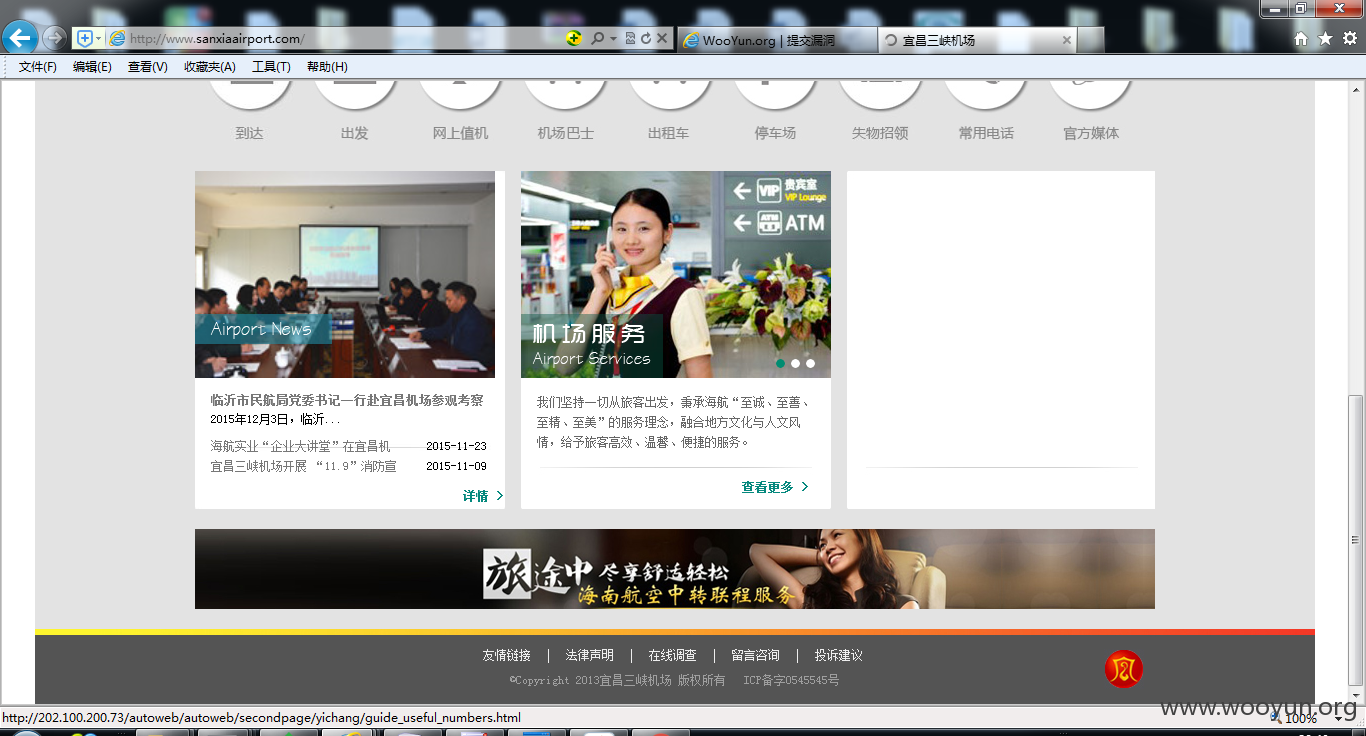 http://www.sanxiaairport.com/
WooYun.org | 提交漏洞
宜昌三峡机场
文件(F) 编辑(E) 查看(V) 收藏夹(A) 工具(T) 帮助(H)
到达 出发 网上值机 机场巴士 出租车 停车场 失物招领 常用电话 官方媒体
Airport News
临沂市民航局党委书记一行赴宜昌机场参观考察
2015年12月3日，临沂...
海航实业“企业大讲堂”在宜昌机 2015-11-23
宜昌三峡机场开展 “11.9”消防宣 2015-11-09
详情
VIP 贵宾室
VIP Lounge
ATM ATM
机场服务
Airport Services
我们坚持一切从旅客出发，秉承海航“至诚、至善、
至精、至美”的服务理念，融合地方文化与人文风
情，给予旅客高效、温馨、便捷的服务。
查看更多
旅途中 尽享舒适轻松
海南航空中转联程服务
友情链接 | 法律声明 | 在线调查 | 留言咨询 | 投诉建议
©Copyright 2013宜昌三峡机场 版权所有 ICP备字0545545号
http://202.100.200.73/autoweb/autoweb/secondpage/yichang/guide_useful_numbers.html
100%
www.wooyun.org